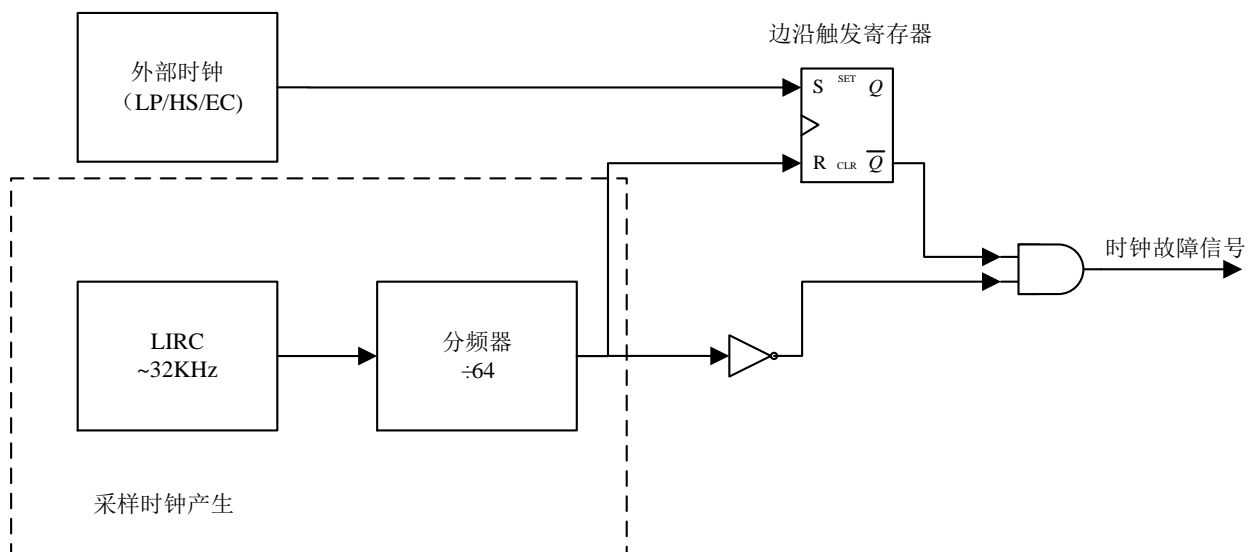 边沿触发寄存器
外部时钟
（LP/HS/EC)
S SET Q
R CLR Q̅
时钟故障信号
LIRC
~32KHz
分频器
÷64
采样时钟产生